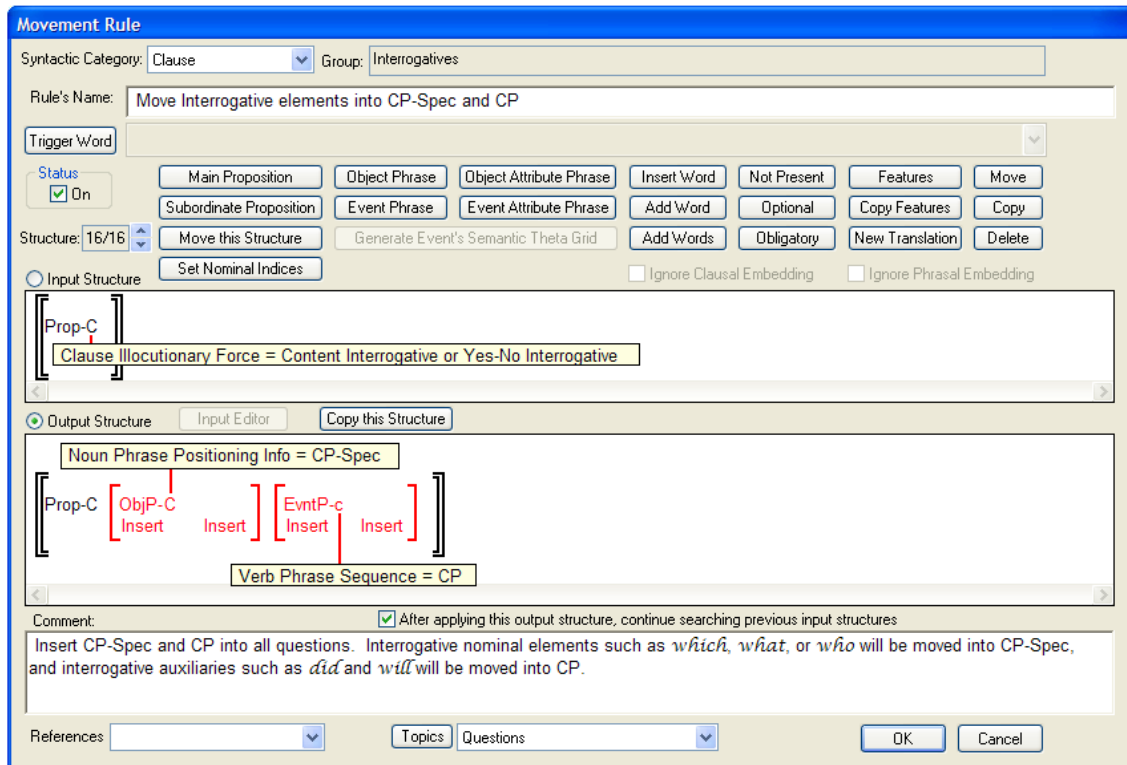 Movement Rule
Syntactic Category: Clause Group: Interrogatives
Rule's Name: Move Interrogative elements into CP-Spec and CP
Trigger Word
Status
On
Main Proposition Object Phrase Object Attribute Phrase Insert Word Not Present Features Move
Subordinate Proposition Event Phrase Event Attribute Phrase Add Word Optional Copy Features Copy
Structure: 16/16 Move this Structure Generate Event's Semantic Theta Grid Add Words Obligatory New Translation Delete
Set Nominal Indices Ignore Clausal Embedding Ignore Phrasal Embedding
Input Structure
Prop-C
Clause Illocutionary Force = Content Interrogative or Yes-No Interrogative
Output Structure Input Editor Copy this Structure
Noun Phrase Positioning Info = CP-Spec
Prop-C ObjP-C EvntP-c
Insert Insert Insert Insert
Verb Phrase Sequence = CP
Comment: After applying this output structure, continue searching previous input structures
Insert CP-Spec and CP into all questions. Interrogative nominal elements such as which, what, or who will be moved into CP-Spec,
and interrogative auxiliaries such as did and will will be moved into CP.
References Topics Questions OK Cancel